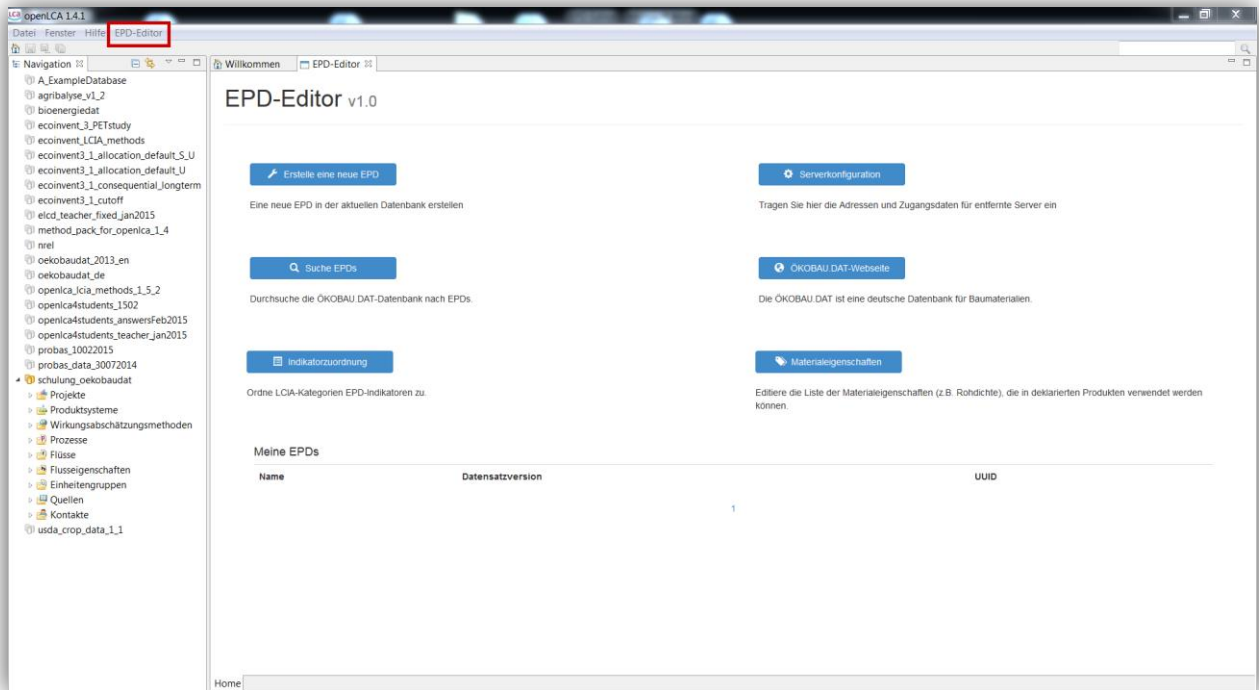 LCA openLCA 1.4.1
Datei Fenster Hilfe EPD-Editor
Navigation
A_ExampleDatabase
agribalyse_v1_2
bioenergiedat
ecoinvent_3_PETstudy
ecoinvent_LCIA_methods
ecoinvent3_1_allocation_default_S_U
ecoinvent3_1_allocation_default_U
ecoinvent3_1_consequential_longterm
ecoinvent3_1_cutoff
elcd_teacher_fixed_jan2015
method_pack_for_openlca_1_4
nrel
oekobaudat_2013_en
oekobaudat_de
openlca_lcia_methods_1_5_2
openlca4students_1502
openlca4students_answersFeb2015
openlca4students_teacher_jan2015
probas_10022015
probas_data_30072014
schulung_oekobaudat
Projekte
Produktsysteme
Wirkungsabschätzungsmethoden
Prozesse
Flüsse
Flusseigenschaften
Einheitengruppen
Quellen
Kontakte
usda_crop_data_1_1
Willkommen EPD-Editor
EPD-Editor v1.0
Erstelle eine neue EPD
Eine neue EPD in der aktuellen Datenbank erstellen
Serverkonfiguration
Tragen Sie hier die Adressen und Zugangsdaten für entfernte Server ein
Suche EPDs
Durchsuche die ÖKOBAU.DAT-Datenbank nach EPDs.
ÖKOBAU.DAT-Webseite
Die ÖKOBAU.DAT ist eine deutsche Datenbank für Baumaterialien.
Indikatorzuordnung
Ordne LCIA-Kategorien EPD-Indikatoren zu.
Materialeigenschaften
Editiere die Liste der Materialeigenschaften (z.B. Rohdichte), die in deklarierten Produkten verwendet werden
können.
Meine EPDs
Name Datensatzversion UUID
1
Home